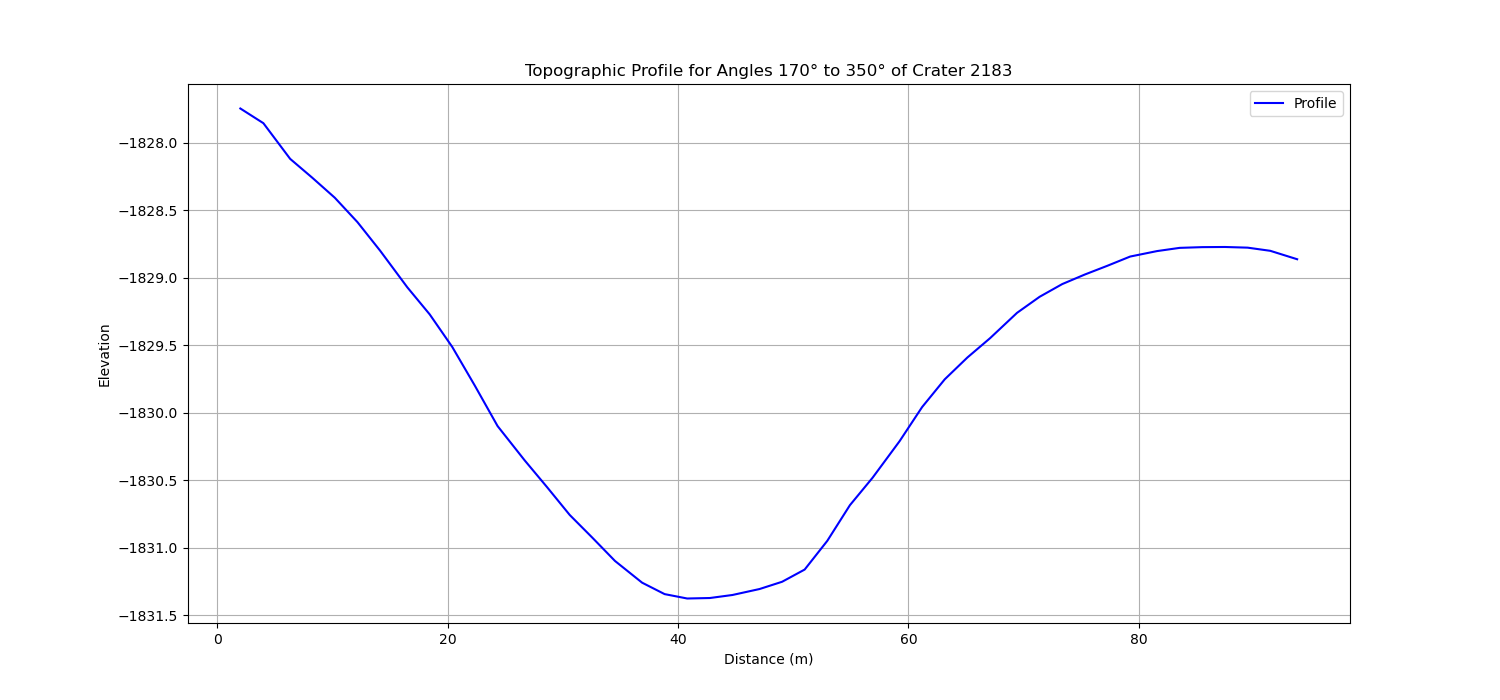 Topographic Profile for Angles 170° to 350° of Crater 2183
Profile
Elevation
−1828.0
−1828.5
−1829.0
−1829.5
−1830.0
−1830.5
−1831.0
−1831.5
0 20 40 60 80
Distance (m)